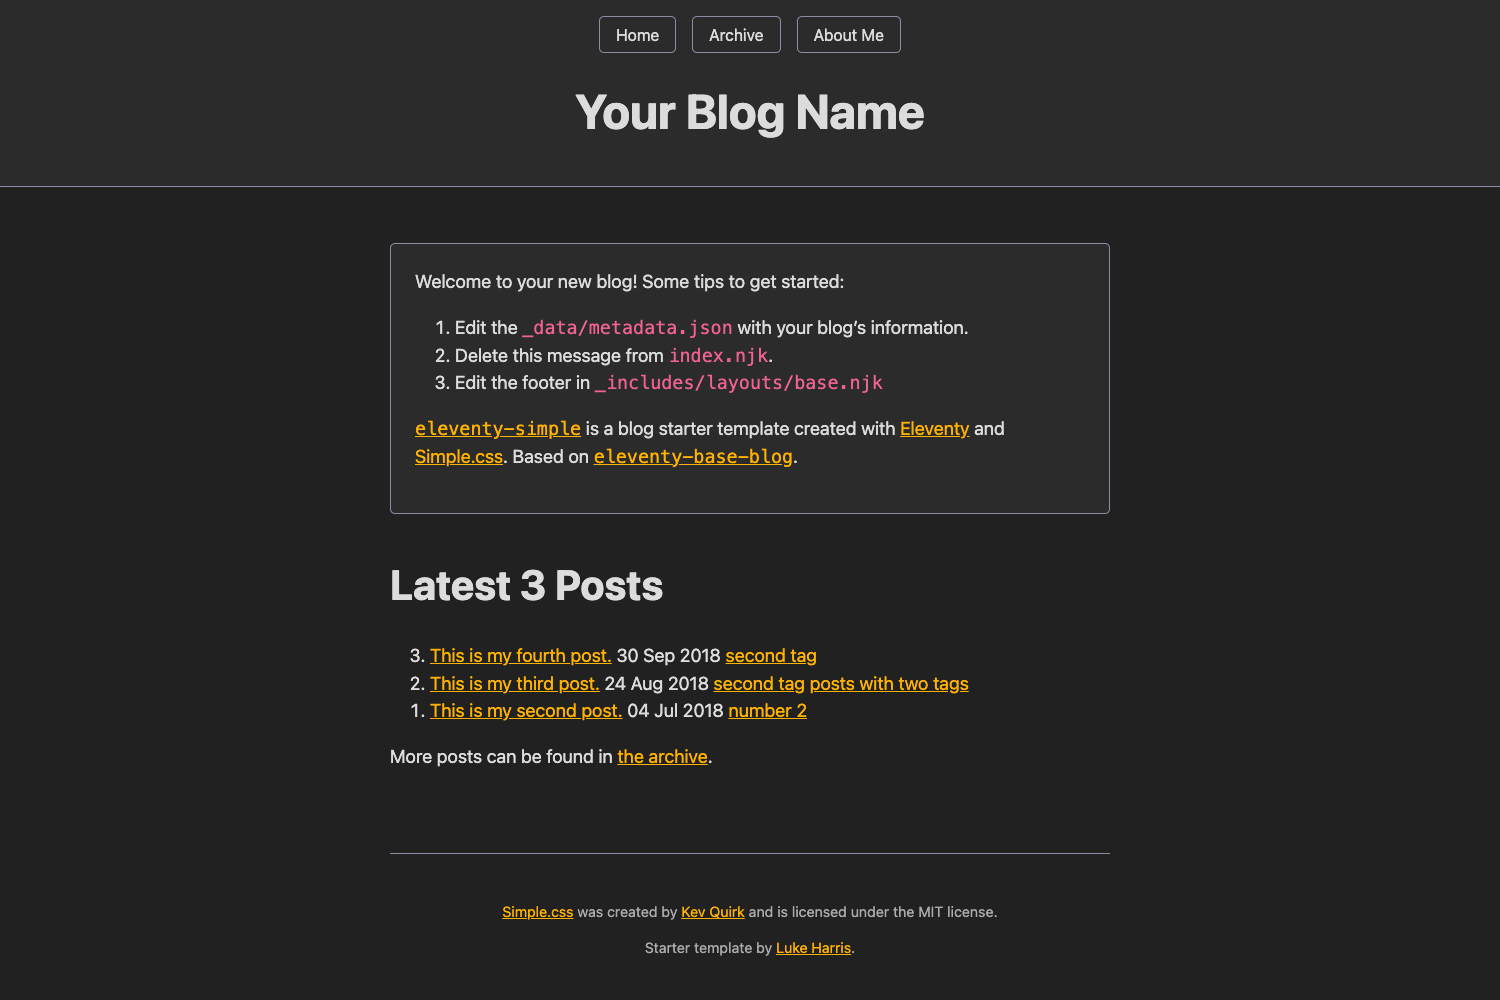 Home Archive About Me
Your Blog Name
Welcome to your new blog! Some tips to get started:
1. Edit the _data/metadata.json with your blog’s information.
2. Delete this message from index.njk.
3. Edit the footer in _includes/layouts/base.njk
eleventy-simple is a blog starter template created with Eleventy and
Simple.css. Based on eleventy-base-blog.
Latest 3 Posts
3. This is my fourth post. 30 Sep 2018 second tag
2. This is my third post. 24 Aug 2018 second tag posts with two tags
1. This is my second post. 04 Jul 2018 number 2
More posts can be found in the archive.
Simple.css was created by Kev Quirk and is licensed under the MIT license.
Starter template by Luke Harris.